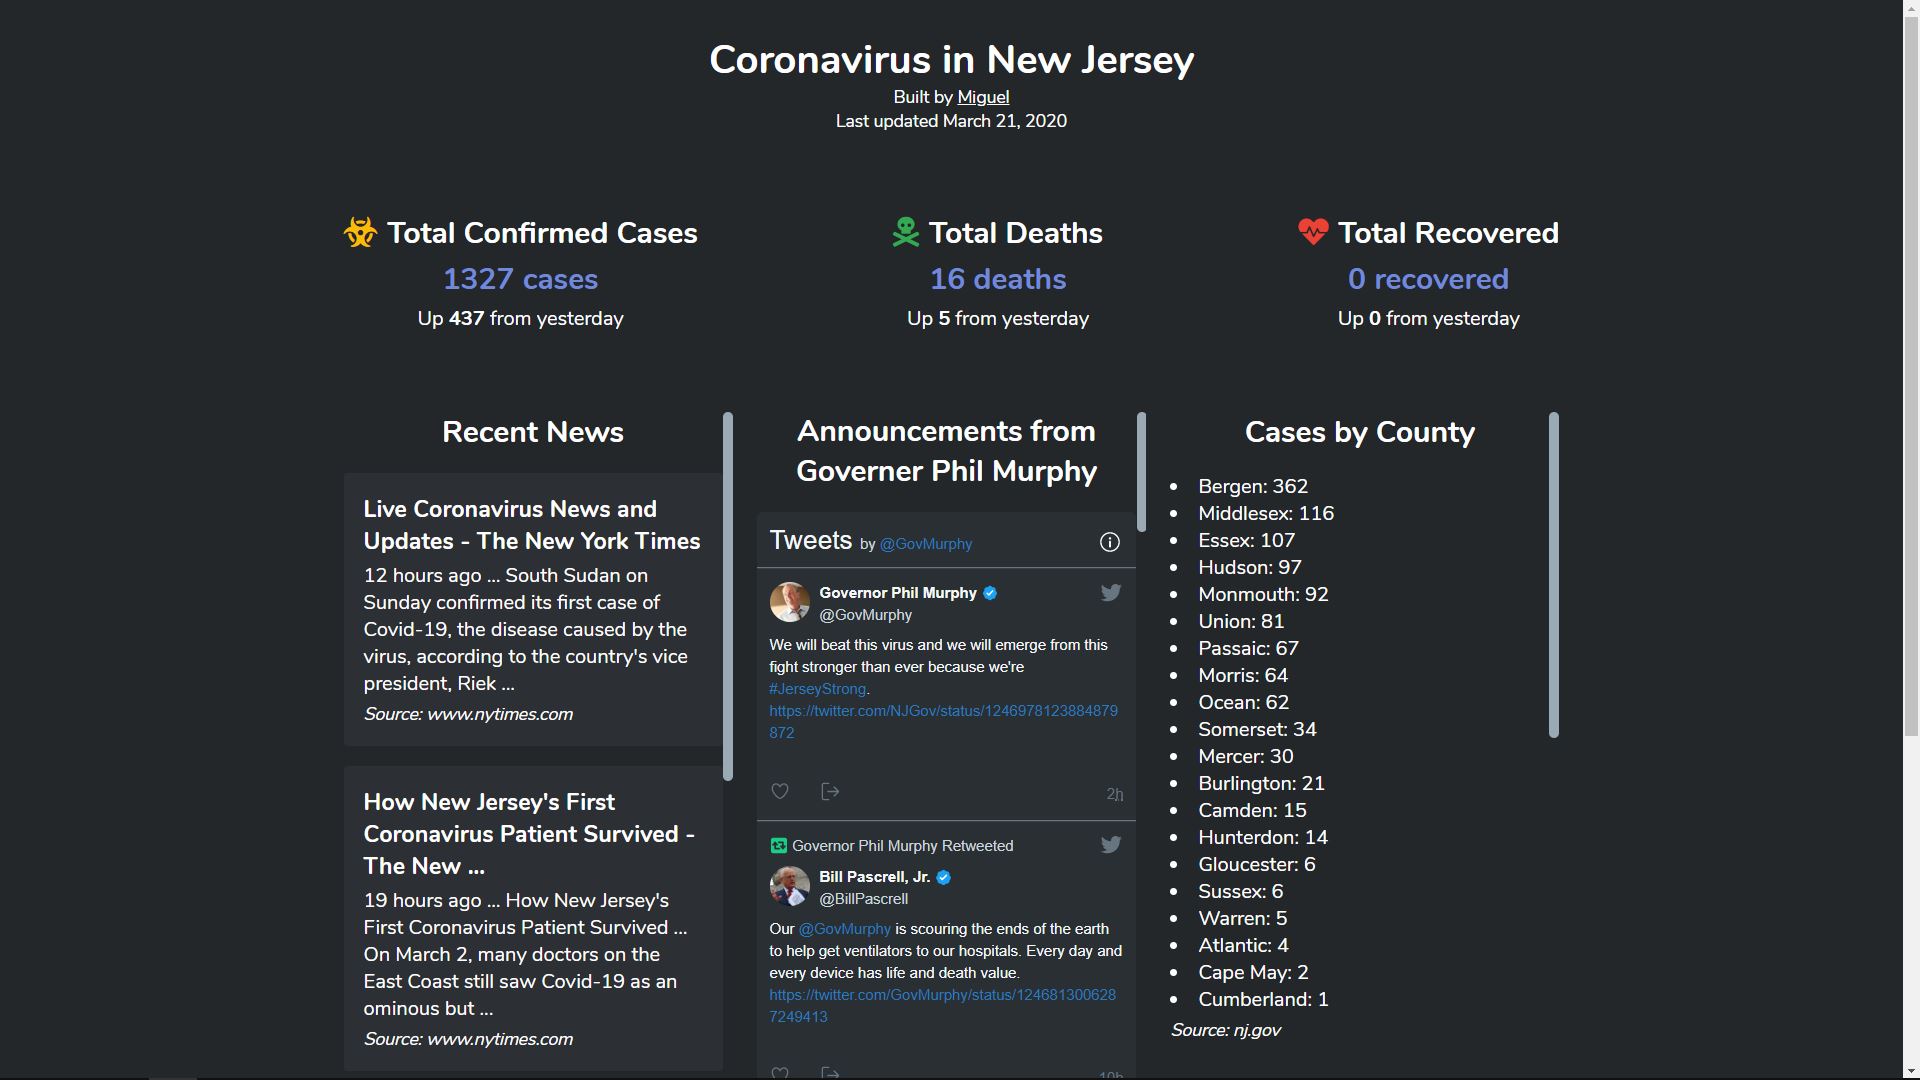 Coronavirus in New Jersey
Built by Miguel
Last updated March 21, 2020
Total Confirmed Cases
1327 cases
Up 437 from yesterday
Total Deaths
16 deaths
Up 5 from yesterday
Total Recovered
0 recovered
Up 0 from yesterday
Recent News
Live Coronavirus News and
Updates - The New York Times
12 hours ago ... South Sudan on
Sunday confirmed its first case of
Covid-19, the disease caused by the
virus, according to the country's vice
president, Riek ...
Source: www.nytimes.com
How New Jersey's First
Coronavirus Patient Survived -
The New ...
19 hours ago ... How New Jersey's
First Coronavirus Patient Survived ...
On March 2, many doctors on the
East Coast still saw Covid-19 as an
ominous but ...
Source: www.nytimes.com
Announcements from
Governer Phil Murphy
Tweets by @GovMurphy
Governor Phil Murphy
@GovMurphy
We will beat this virus and we will emerge from this
fight stronger than ever because we're
#JerseyStrong.
https://twitter.com/NJGov/status/1246978123884879
872
2h
Governor Phil Murphy Retweeted
Bill Pascrell, Jr.
@BillPascrell
Our @GovMurphy is scouring the ends of the earth
to help get ventilators to our hospitals. Every day and
every device has life and death value.
https://twitter.com/GovMurphy/status/124681300628
7249413
10h
Cases by County
Bergen: 362
Middlesex: 116
Essex: 107
Hudson: 97
Monmouth: 92
Union: 81
Passaic: 67
Morris: 64
Ocean: 62
Somerset: 34
Mercer: 30
Burlington: 21
Camden: 15
Hunterdon: 14
Gloucester: 6
Sussex: 6
Warren: 5
Atlantic: 4
Cape May: 2
Cumberland: 1
Source: nj.gov